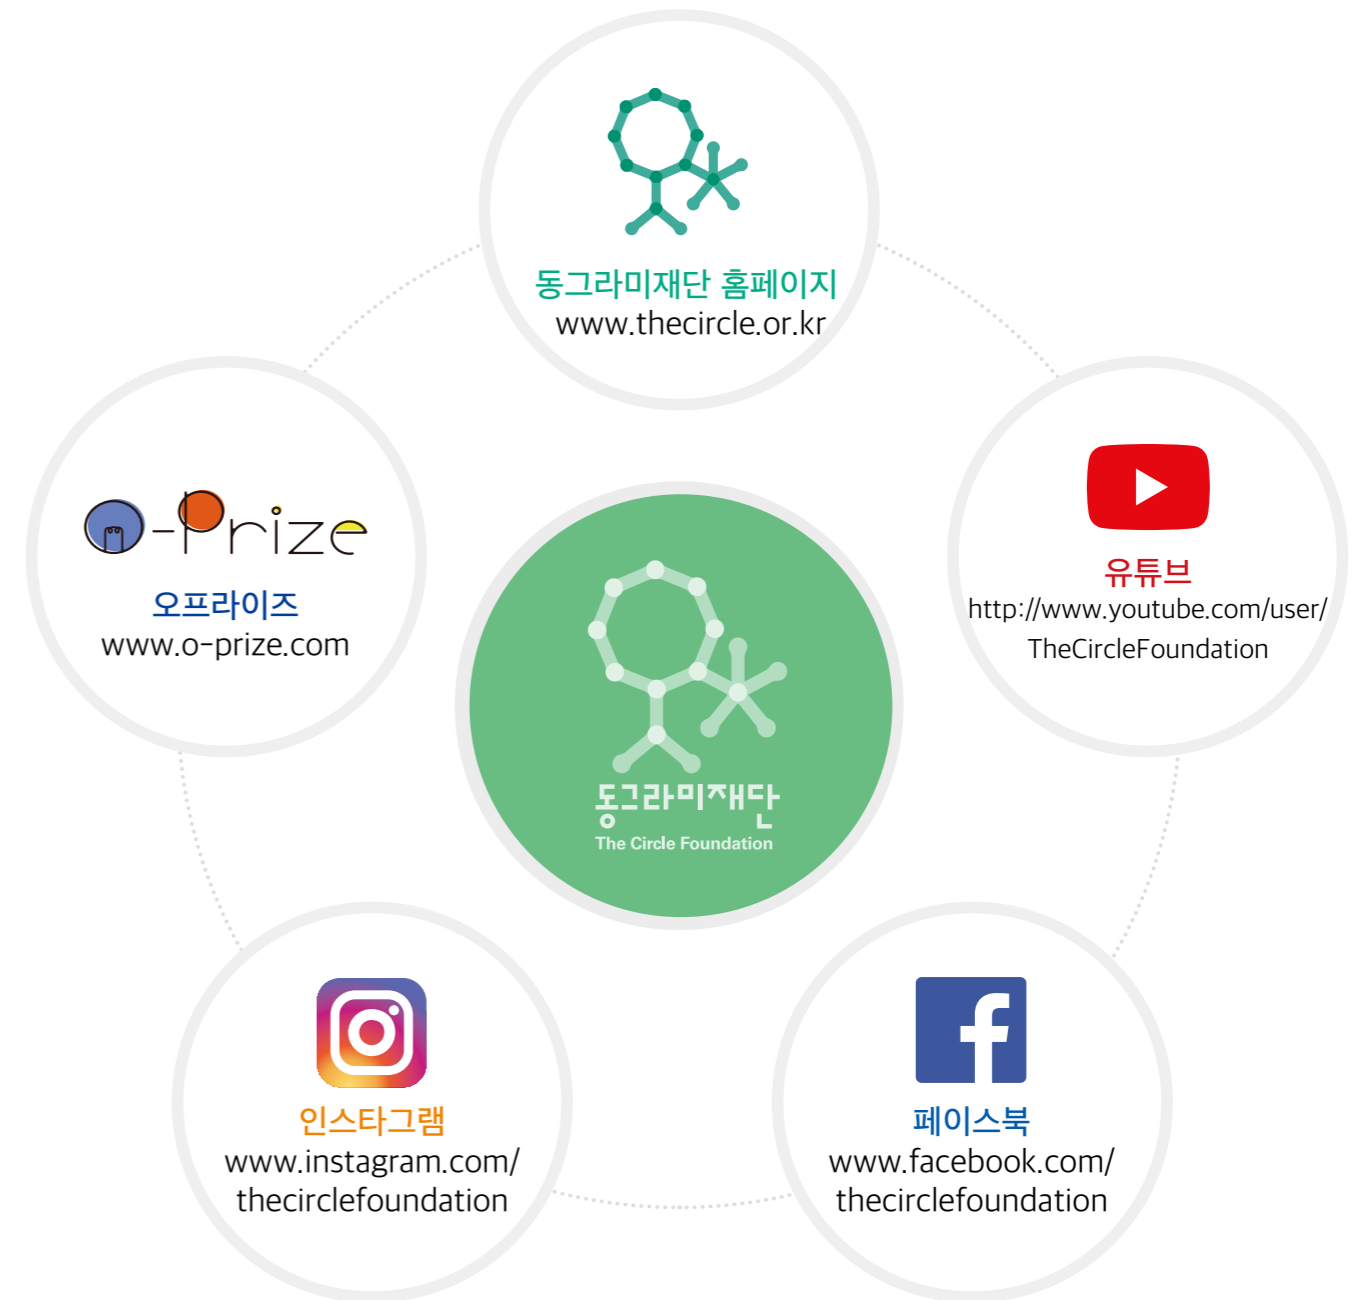 동그라미재단 홈페이지
www.thecircle.or.kr
o-Prize
오프라이즈
www.o-prize.com
유튜브
http://www.youtube.com/user/
TheCircleFoundation
동그라미재단
The Circle Foundation
인스타그램
www.instagram.com/
thecirclefoundation
페이스북
www.facebook.com/
thecirclefoundation